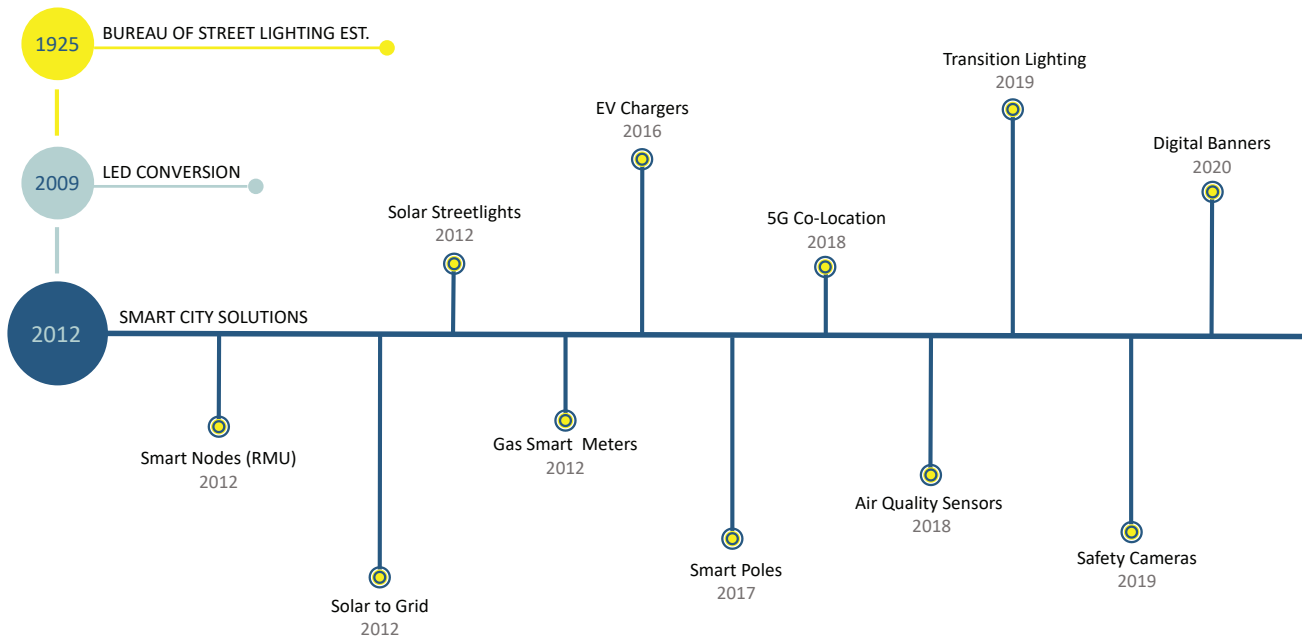 1925
BUREAU OF STREET LIGHTING EST.
2009
LED CONVERSION
2012
SMART CITY SOLUTIONS
Smart Nodes (RMU)
2012
Solar to Grid
2012
Solar Streetlights
2012
Gas Smart Meters
2012
EV Chargers
2016
Smart Poles
2017
5G Co-Location
2018
Air Quality Sensors
2018
Transition Lighting
2019
Safety Cameras
2019
Digital Banners
2020